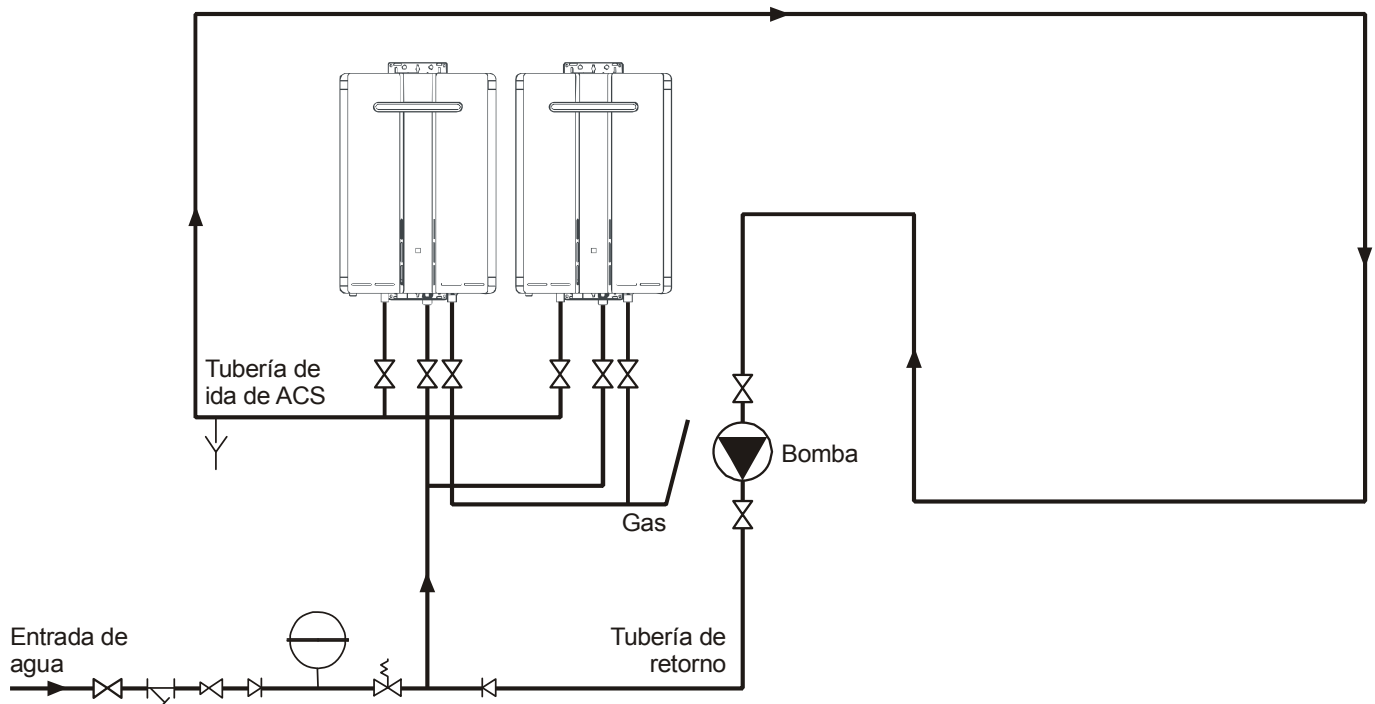 Tubería de
ida de ACS
Bomba
Gas
Entrada de
agua
Tubería de
retorno